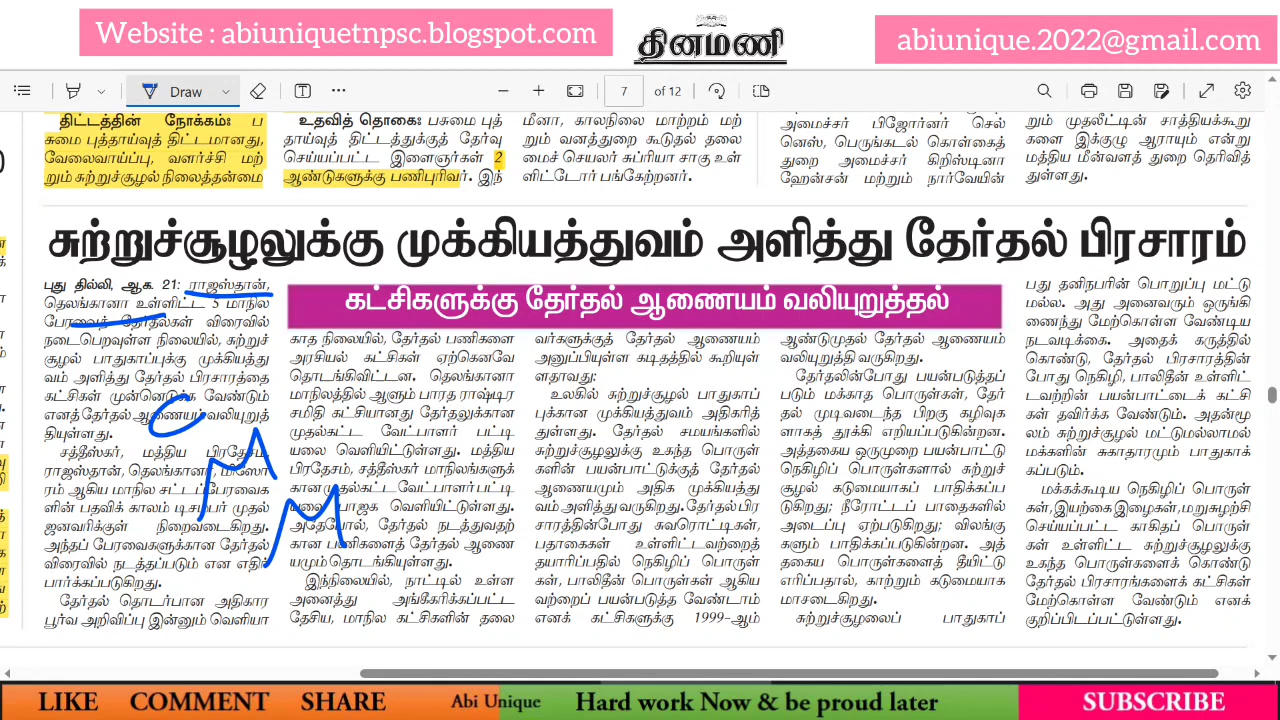 Website : abiuniquetnpsc.blogspot.com
தினமணி
abiunique.2022@gmail.com
Draw
7 of 12
திட்டத்தின் நோக்கம்: ப
சுமை புத்தாய்வுத் திட்டமானது,
வேலைவாய்ப்பு, வளர்ச்சி மற்
றும் சுற்றுச்சூழல் நிலைத்தன்மை
உதவித் தொகை: பசுமை புத்
தாய்வு திட்டத்துக்குத் தேர்வு
செய்யப்பட்ட இளைஞர்கள் 2
ஆண்டுகளுக்கு பணிபுரிவர். இந்
மீனா, காலநிலை மாற்றம் மற்
றும் வனத்துறை கூடுதல் தலை
மைச் செயலர் சுப்ரியா சாகு உள்
ளிட்டோர் பங்கேற்றனர்.
அமைச்சர் பிஜோர்னர் செல்
னெஸ், பெருங்கடல் கொள்கைத்
துறை அமைச்சர் கிறிஸ்டினா
ஹேன்சன் மற்றும் நார்வேயின்
றும் முதலீட்டின் சாத்தியக்கூறு
களை இக்குழு ஆராயும் என்று
மத்திய மீன்வளத் துறை தெரிவித்
துள்ளது.
சுற்றுச்சூழலுக்கு முக்கியத்துவம் அளித்து தேர்தல் பிரசாரம்
கட்சிகளுக்கு தேர்தல் ஆணையம் வலியுறுத்தல்
புது தில்லி, ஆக. 21: ராஜஸ்தான்,
தெலங்கானா உள்ளிட்ட 5 மாநில
பேரவைத் தேர்தல்கள் விரைவில்
நடைபெறவுள்ள நிலையில், சுற்றுச்
சூழல் பாதுகாப்புக்கு முக்கியத்து
வம் அளித்து தேர்தல் பிரசாரத்தை
கட்சிகள் முன்னெடுக்க வேண்டும்
எனத் தேர்தல் ஆணையம் வலியுறுத்
தியுள்ளது.
சத்தீஸ்கர், மத்திய பிரதேசம்,
ராஜஸ்தான், தெலங்கானா, மிஸோ
ரம் ஆகிய மாநில சட்டப்பேரவைக
ளின் பதவிக் காலம் டிசம்பர் முதல்
ஜனவரிக்குள் நிறைவடைகிறது.
அந்தப் பேரவைகளுக்கான தேர்தல்
விரைவில் நடத்தப்படும் என எதிர்
பார்க்கப்படுகிறது.
தேர்தல் தொடர்பான அதிகார
பூர்வ அறிவிப்பு இன்னும் வெளியா
காத நிலையில், தேர்தல் பணிகளை
அரசியல் கட்சிகள் ஏற்கெனவே
தொடங்கிவிட்டன. தெலங்கானா
மாநிலத்தில் ஆளும் பாரத ராஷ்டிர
சமிதி கட்சியானது தேர்தலுக்கான
முதல்கட்ட வேட்பாளர் பட்டி
யலை வெளியிட்டுள்ளது. மத்திய
பிரதேசம், சத்தீஸ்கர் மாநிலங்களுக்
கான முதல்கட்ட வேட்பாளர் பட்டி
யலை பாஜக வெளியிட்டுள்ளது.
அதேபோல், தேர்தல் நடத்துவதற்
கான பணிகளைத் தேர்தல் ஆணை
யமும் தொடங்கியுள்ளது.
இந்நிலையில், நாட்டில் உள்ள
அனைத்து அங்கீகரிக்கப்பட்ட
தேசிய, மாநில கட்சிகளின் தலை
வர்களுக்குத் தேர்தல் ஆணையம்
அனுப்பியுள்ள கடிதத்தில் கூறியுள்
ளதாவது:
உலகில் சுற்றுச்சூழல் பாதுகாப்
புக்கான முக்கியத்துவம் அதிகரித்
துள்ளது. தேர்தல் சமயங்களில்
சுற்றுச்சூழலுக்கு உகந்த பொருள்
களின் பயன்பாட்டுக்குத் தேர்தல்
ஆணையமும் அதிக முக்கியத்து
வம் அளித்து வருகிறது. தேர்தல் பிர
சாரத்தின்போது சுவரொட்டிகள்,
பதாகைகள் உள்ளிட்டவற்றைத்
தயாரிப்பதில் நெகிழிப் பொருள்
கள், பாலிதீன் பொருள்கள் ஆகிய
வற்றைப் பயன்படுத்த வேண்டாம்
எனக் கட்சிகளுக்கு 1999-ஆம்
ஆண்டுமுதல் தேர்தல் ஆணையம்
வலியுறுத்தி வருகிறது.
தேர்தலின்போது பயன்படுத்தப்
படும் மக்காத பொருள்கள், தேர்
தல் முடிவடைந்த பிறகு கழிவுக
ளாகத் தூக்கி எறியப்படுகின்றன.
அத்தகைய ஒருமுறை பயன்பாட்டு
நெகிழிப் பொருள்களால் சுற்றுச்
சூழல் கடுமையாகப் பாதிக்கப்ப
டுகிறது; நீரோட்டப் பாதைகளில்
அடைப்பு ஏற்படுகிறது; விலங்கு
களும் பாதிக்கப்படுகின்றன. அத்
தகைய பொருள்களைத் தீயிட்டு
எரிப்பதால், காற்றும் கடுமையாக
மாசடைகிறது.
சுற்றுச்சூழலைப் பாதுகாப்
பது தனிநபரின் பொறுப்பு மட்டு
மல்ல. அது அனைவரும் ஒருங்கி
ணைந்து மேற்கொள்ள வேண்டிய
நடவடிக்கை. அதைக் கருத்தில்
கொண்டு, தேர்தல் பிரசாரத்தின்
போது நெகிழி, பாலிதீன் உள்ளிட்
டவற்றின் பயன்பாட்டைக் கட்சி
கள் தவிர்க்க வேண்டும். அதன்மூ
லம் சுற்றுச்சூழல் மட்டுமல்லாமல்
மக்களின் சுகாதாரமும் பாதுகாக்
கப்படும்.
மக்கக்கூடிய நெகிழிப் பொருள்
கள், இயற்கை இழைகள், மறுசுழற்சி
செய்யப்பட்ட காகிதப் பொருள்
கள் உள்ளிட்ட சுற்றுச்சூழலுக்கு
உகந்த பொருள்களைக் கொண்டு
தேர்தல் பிரசாரங்களைக் கட்சிகள்
மேற்கொள்ள வேண்டும் எனக்
குறிப்பிடப்பட்டுள்ளது.
C
M
M
LIKE COMMENT SHARE
Abi Unique
Hard work Now & be proud later
SUBSCRIBE